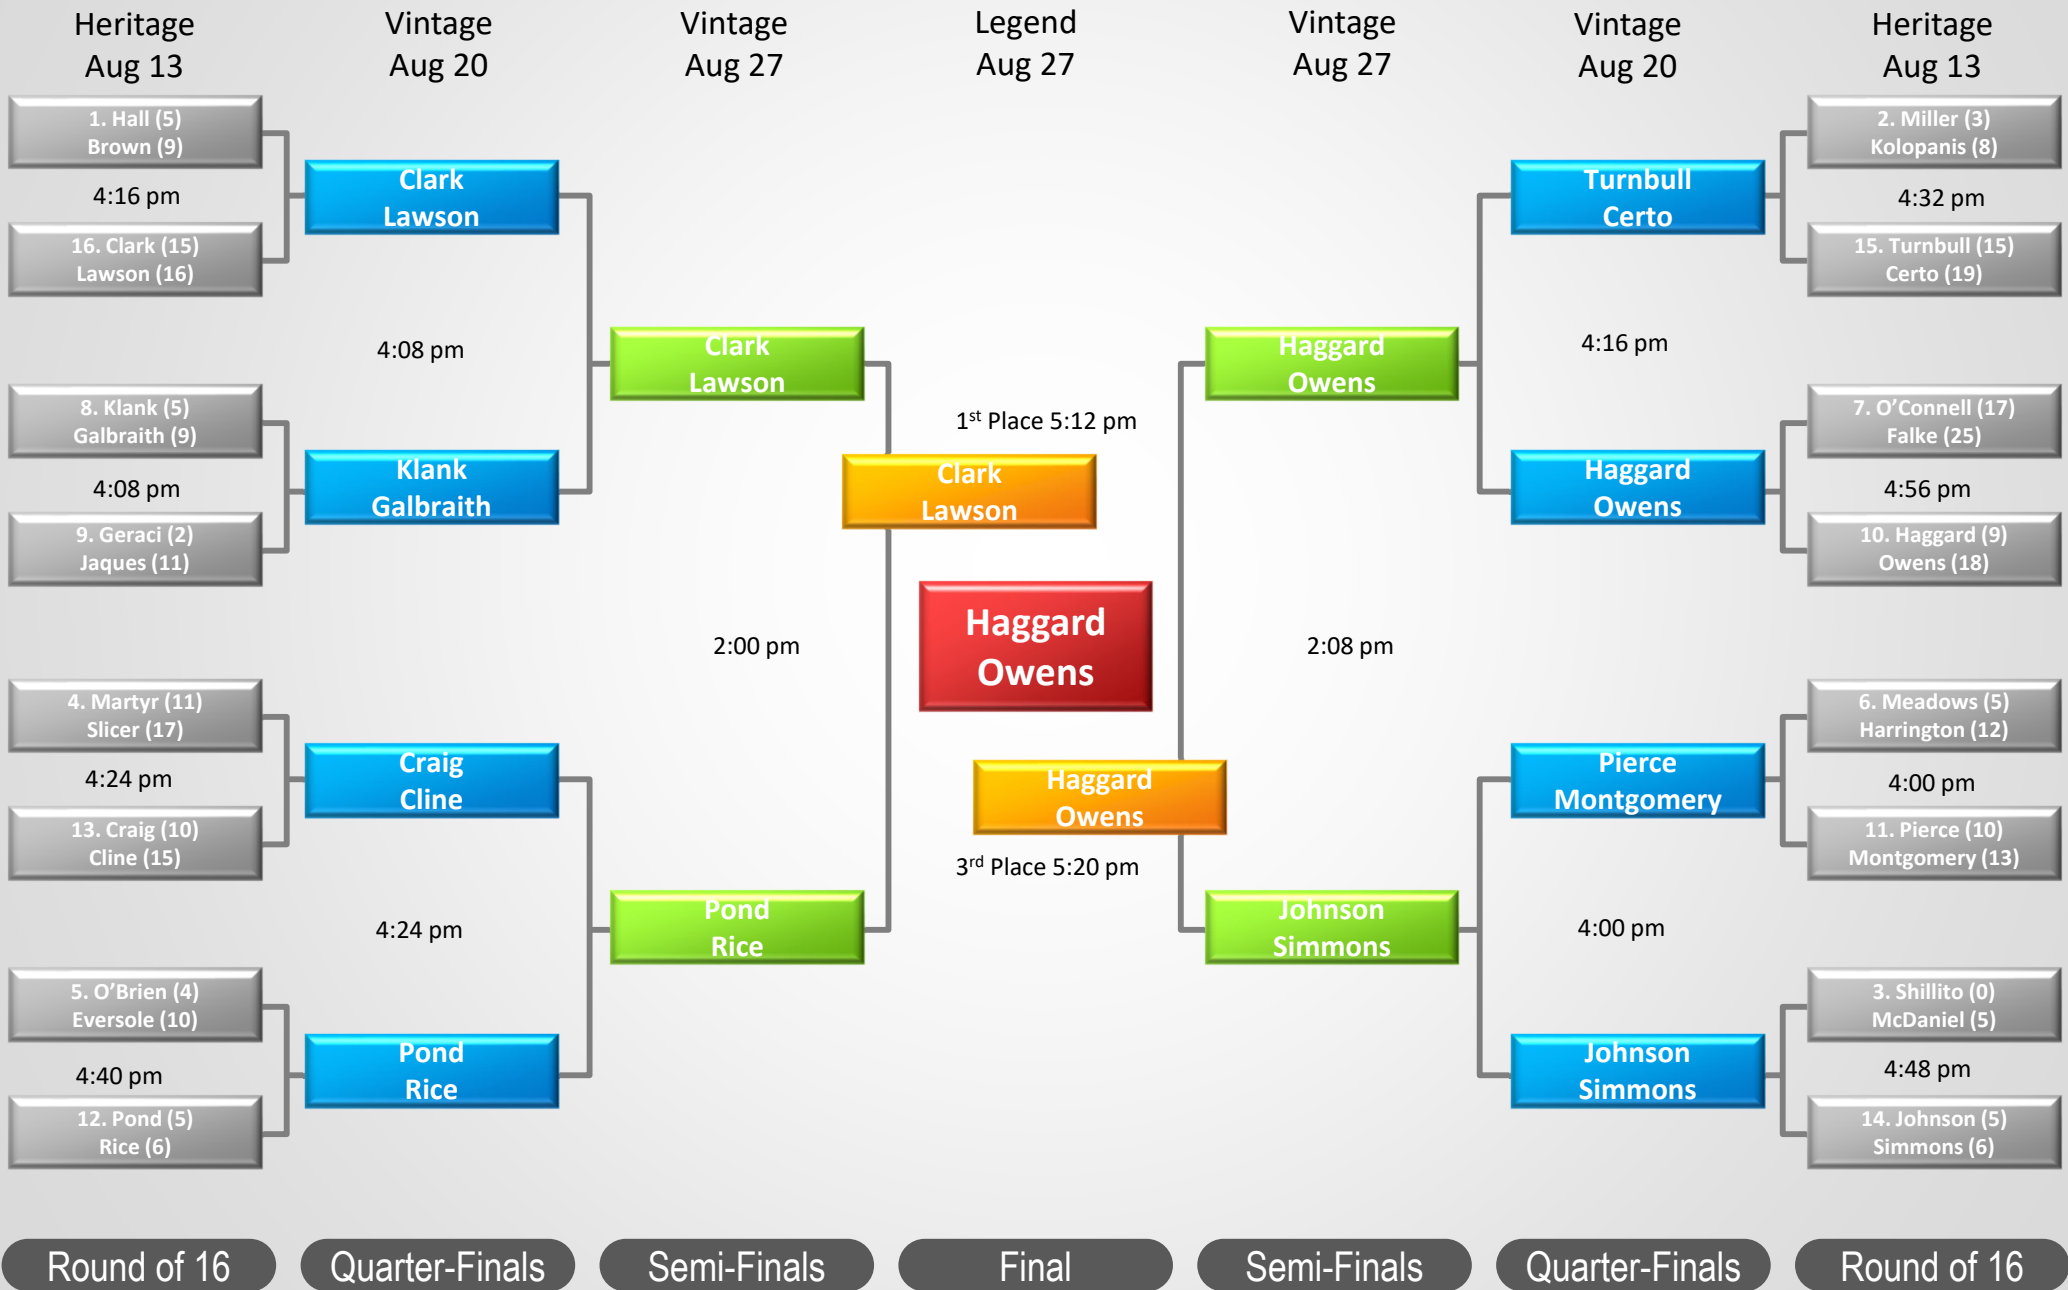 Heritage
Aug 13
Vintage
Aug 20
Vintage
Aug 27
Legend
Aug 27
Vintage
Aug 27
Vintage
Aug 20
Heritage
Aug 13
1. Hall (5)
Brown (9)
4:16 pm
16. Clark (15)
Lawson (16)
8. Klank (5)
Galbraith (9)
4:08 pm
9. Geraci (2)
Jaques (11)
4. Martyr (11)
Slicer (17)
4:24 pm
13. Craig (10)
Cline (15)
5. O’Brien (4)
Eversole (10)
4:40 pm
12. Pond (5)
Rice (6)
Clark
Lawson
4:08 pm
Klank
Galbraith
Craig
Cline
4:24 pm
Pond
Rice
Clark
Lawson
2:00 pm
Pond
Rice
1st Place 5:12 pm
Clark
Lawson
Haggard
Owens
Haggard
Owens
3rd Place 5:20 pm
Haggard
Owens
2:08 pm
Johnson
Simmons
Turnbull
Certo
4:16 pm
Haggard
Owens
Pierce
Montgomery
4:00 pm
Johnson
Simmons
2. Miller (3)
Kolopanis (8)
4:32 pm
15. Turnbull (15)
Certo (19)
7. O’Connell (17)
Falke (25)
4:56 pm
10. Haggard (9)
Owens (18)
6. Meadows (5)
Harrington (12)
4:00 pm
11. Pierce (10)
Montgomery (13)
3. Shillito (0)
McDaniel (5)
4:48 pm
14. Johnson (5)
Simmons (6)
Round of 16
Quarter-Finals
Semi-Finals
Final
Semi-Finals
Quarter-Finals
Round of 16